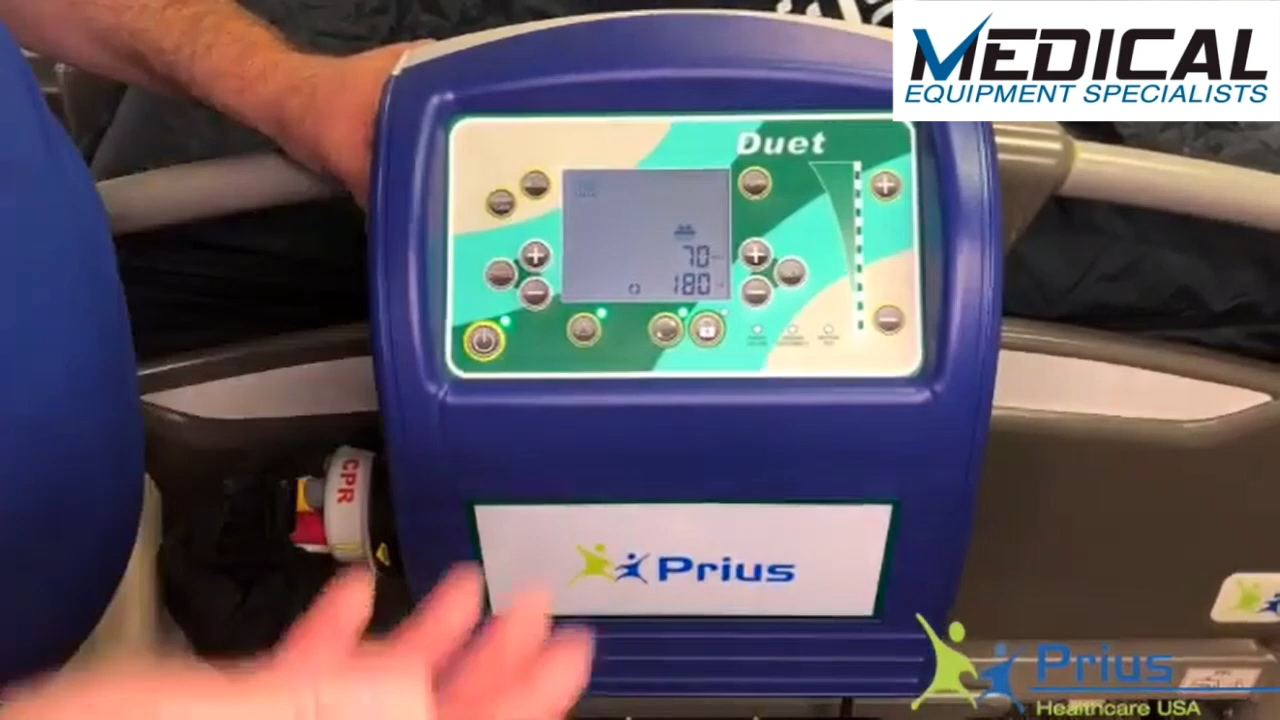 MEDICAL
EQUIPMENT SPECIALISTS
Duet
70
180
CPR
Prius
Prius
Healthcare USA